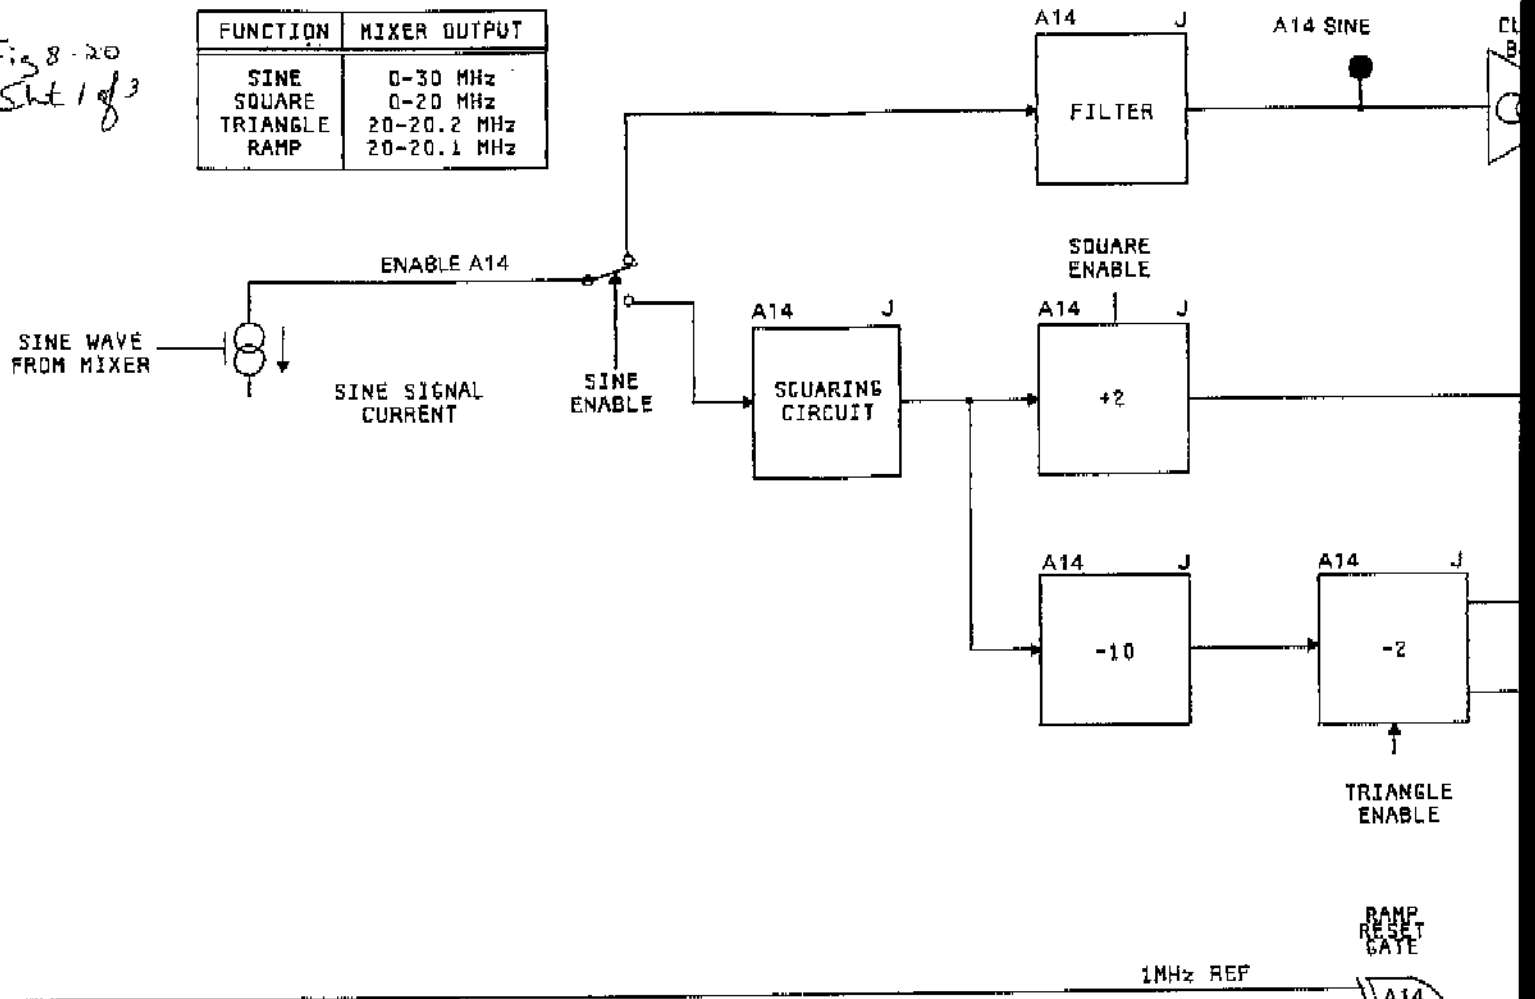 Fig 8-20
Sht 1 of 3
FUNCTION MIXER OUTPUT
SINE 0-30 MHz
SQUARE 0-20 MHz
TRIANGLE 20-20.2 MHz
RAMP 20-20.1 MHz
A14 J
FILTER
A14 SINE
ENABLE A14
SINE WAVE
FROM MIXER
SINE SIGNAL
CURRENT
SINE
ENABLE
A14 J
SQUARING
CIRCUIT
SQUARE
ENABLE
A14 J
+2
A14 J
-10
A14 J
-2
TRIANGLE
ENABLE
RAMP
RESET
GATE
1MHz REF
A14